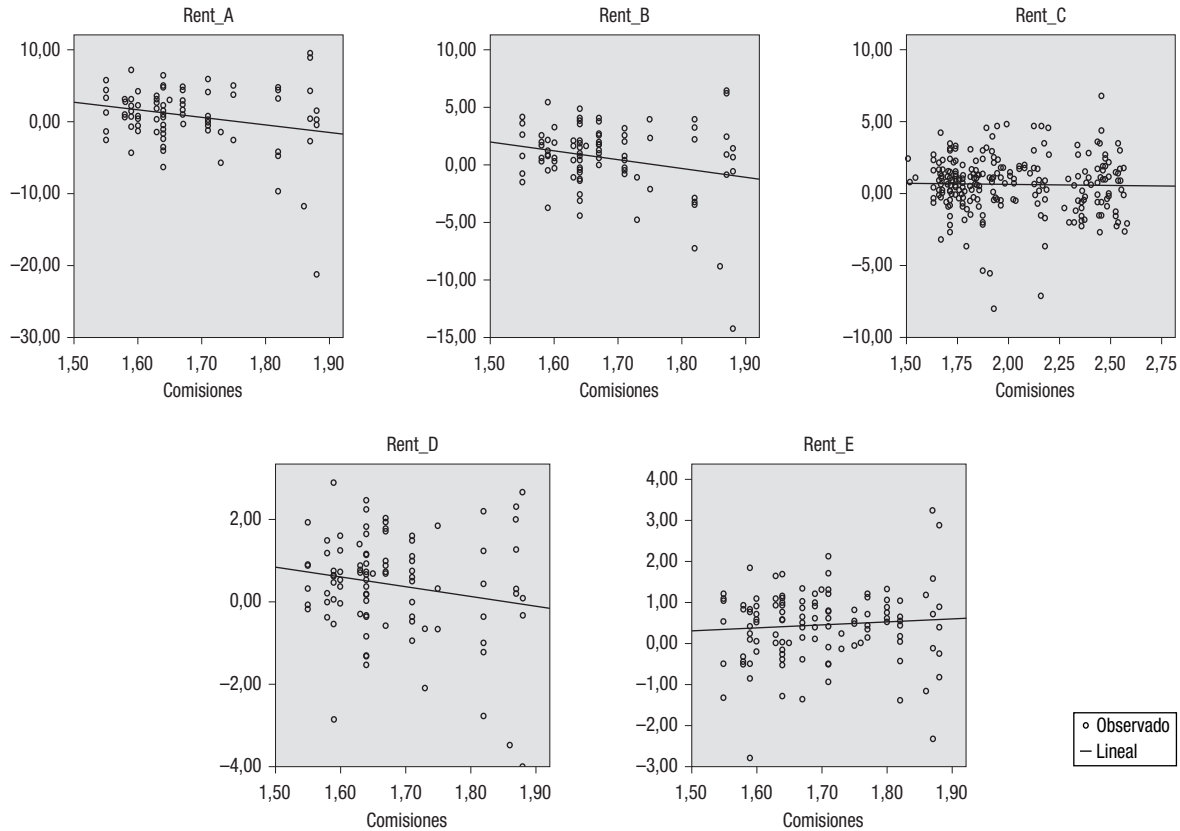 Rent_A
10,00
0,00
−10,00
−20,00
−30,00
1,50 1,60 1,70 1,80 1,90
Comisiones
Rent_B
10,00
5,00
0,00
−5,00
−10,00
−15,00
1,50 1,60 1,70 1,80 1,90
Comisiones
Rent_C
10,00
5,00
0,00
−5,00
−10,00
1,50 1,75 2,00 2,25 2,50 2,75
Comisiones
Rent_D
2,00
0,00
−2,00
−4,00
1,50 1,60 1,70 1,80 1,90
Comisiones
Rent_E
4,00
3,00
2,00
1,00
0,00
−1,00
−2,00
−3,00
1,50 1,60 1,70 1,80 1,90
Comisiones
Observado
Lineal